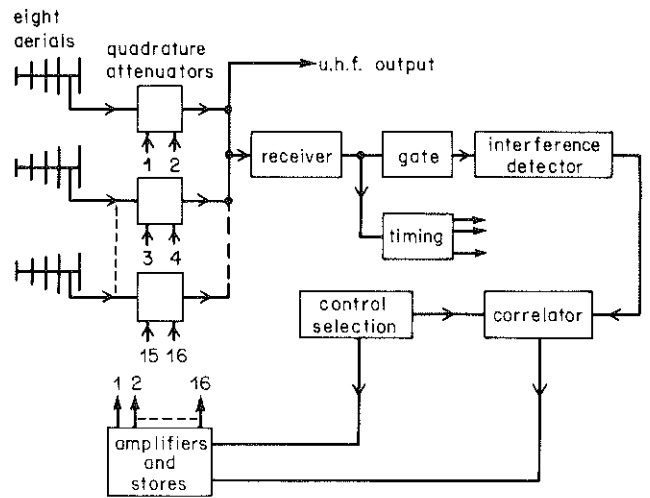 eight
aerials
quadrature
attenuators
u.h.f. output
1 2
receiver
gate
interference
detector
3 4
timing
15 16
control
selection
correlator
1 2 16
amplifiers
and
stores